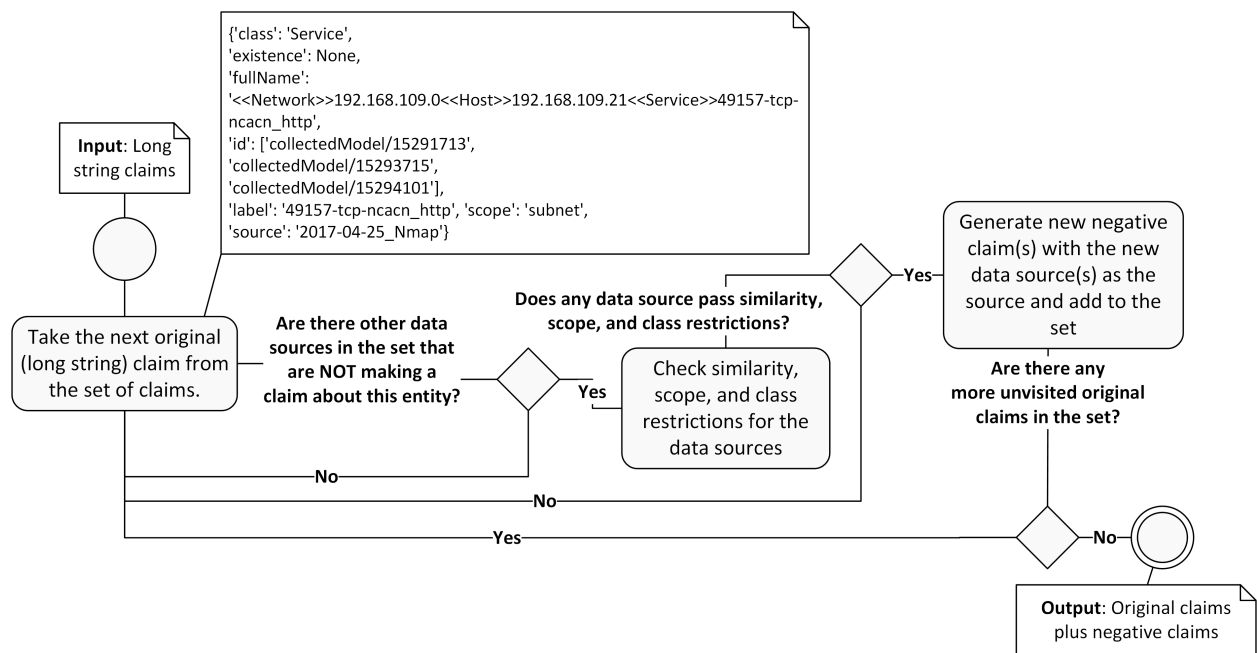 {'class': 'Service',
'existence': None,
'fullName':
'<<Network>>192.168.109.0<<Host>>192.168.109.21<<Service>>49157-tcp-
ncacn_http',
'id': ['collectedModel/15291713',
'collectedModel/15293715',
'collectedModel/15294101'],
'label': '49157-tcp-ncacn_http', 'scope': 'subnet',
'source': '2017-04-25_Nmap'}
Input: Long
string claims
Take the next original
(long string) claim from
the set of claims.
Are there other data
sources in the set that
are NOT making a
claim about this entity?
Yes
No
Does any data source pass similarity,
scope, and class restrictions?
Check similarity,
scope, and class
restrictions for the
data sources
Yes
No
Generate new negative
claim(s) with the new
data source(s) as the
source and add to the
set
Are there any
more unvisited original
claims in the set?
Yes
No
Output: Original claims
plus negative claims